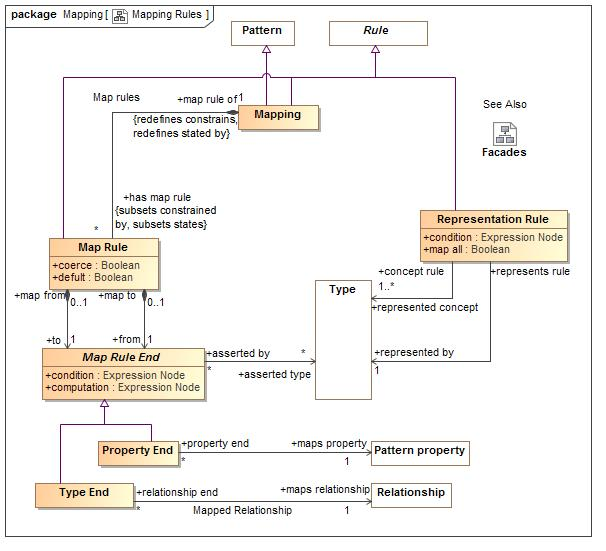 package Mapping [ Mapping Rules ]
Pattern
Rule
Map rules
+map rule of
1
Mapping
{redefines constrains,
redefines stated by}
See Also
Facades
+has map rule
{subsets constrained
by, subsets states}
*
Map Rule
+coerce : Boolean
+defult : Boolean
Representation Rule
+condition : Expression Node
+map all : Boolean
+map from
0..1
+map to
0..1
+concept rule
+represents rule
1..*
+represented concept
Type
+to
1
+from
1
+represented by
1
Map Rule End
+condition : Expression Node
+computation : Expression Node
+asserted by
*
*
+asserted type
Property End
+property end
*
+maps property
1
Pattern property
Type End
+relationship end
*
Mapped Relationship
+maps relationship
1
Relationship